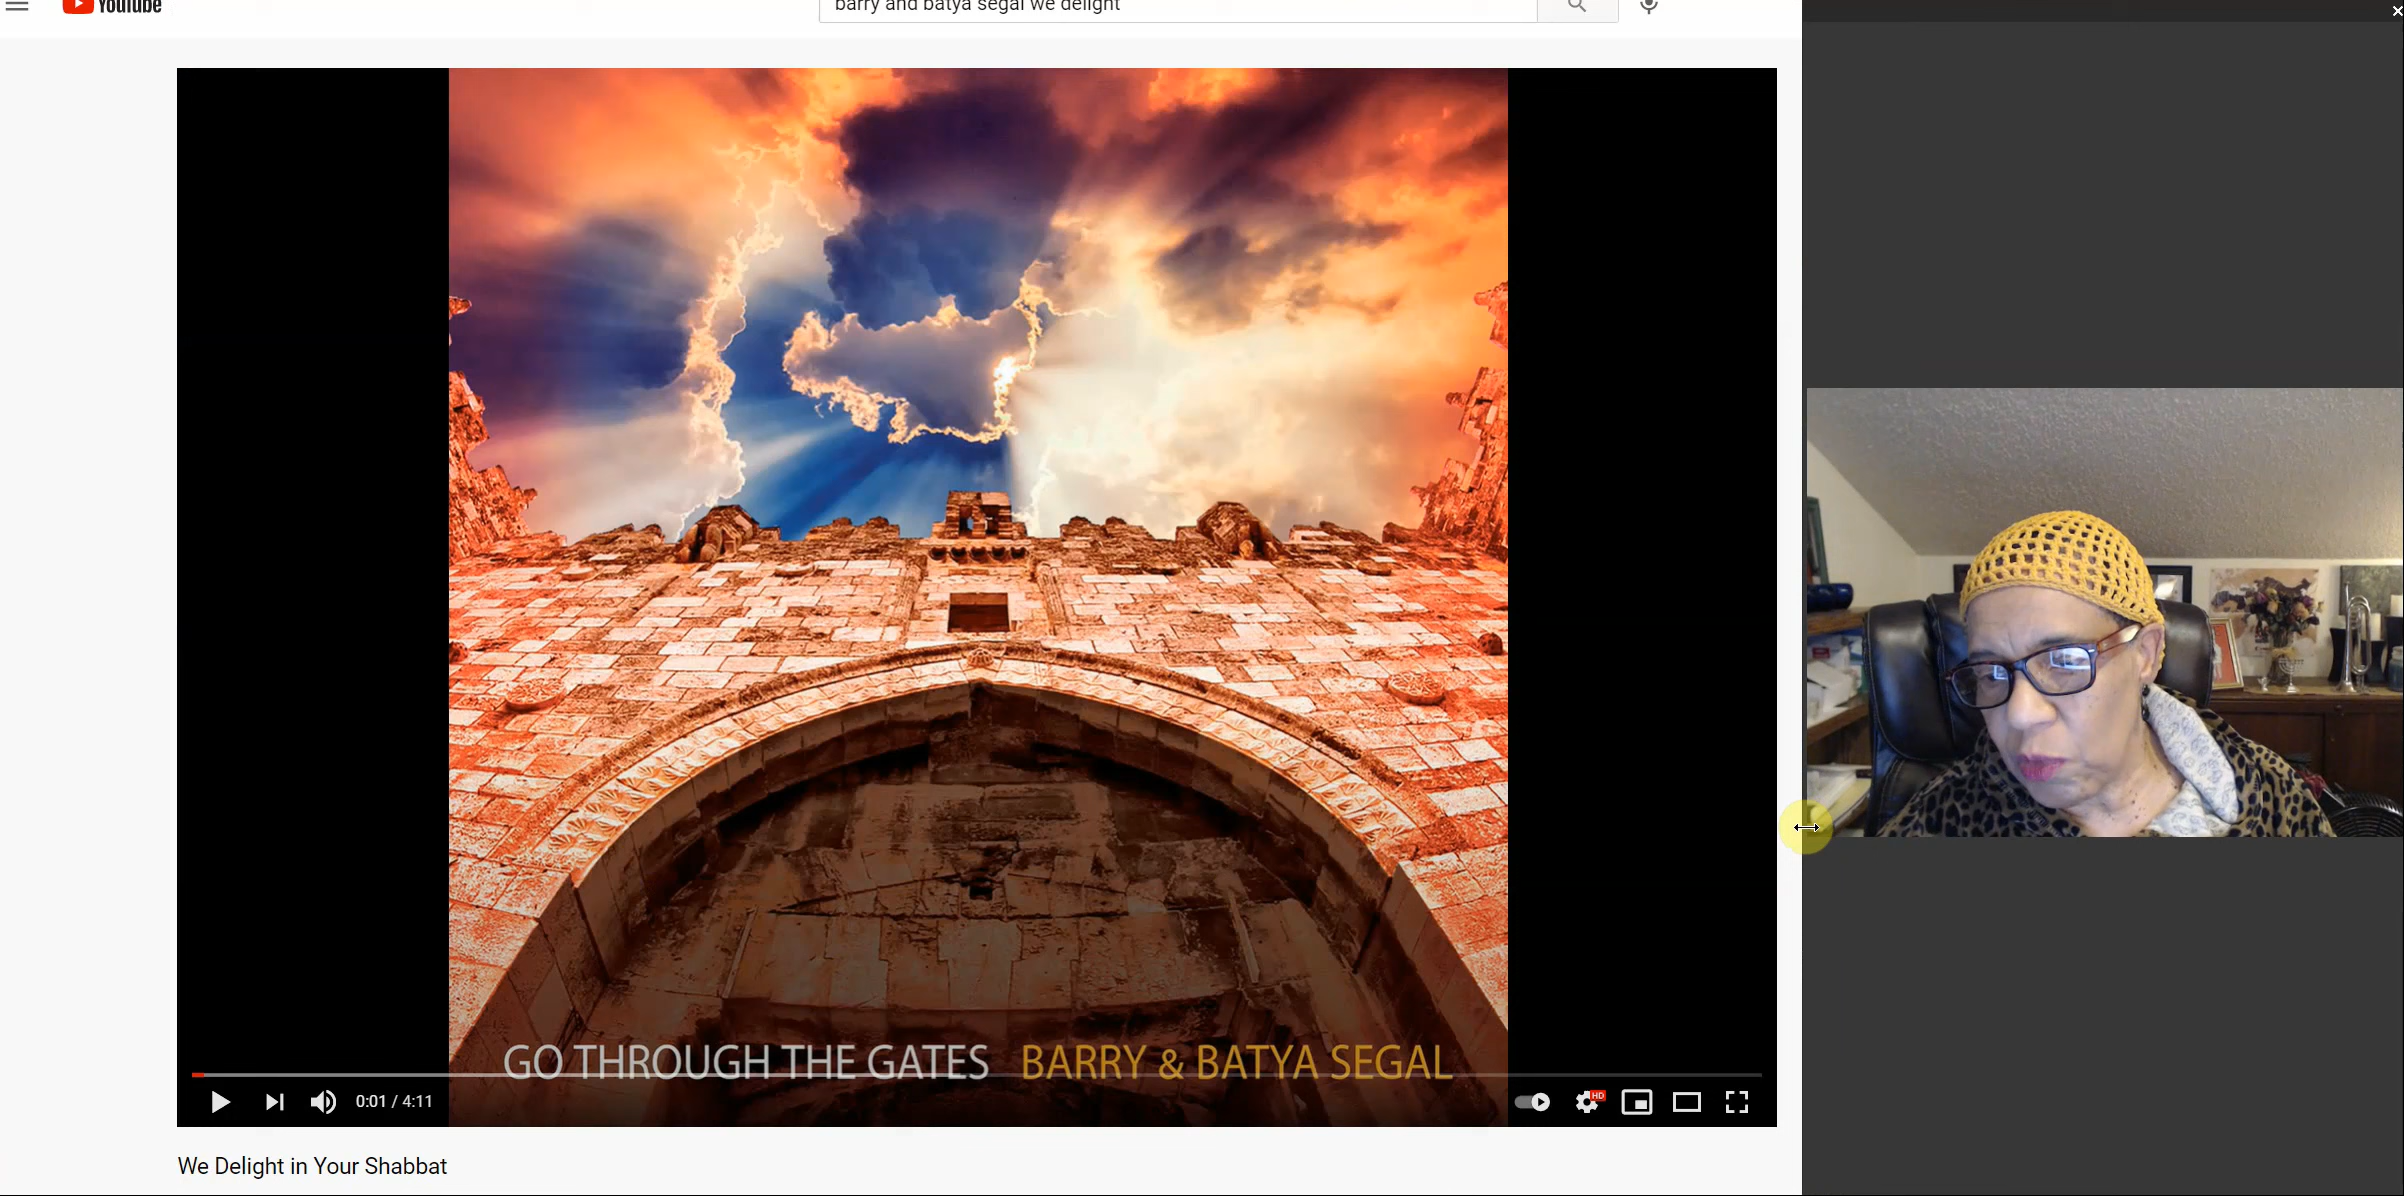 YouTube
barry and batya segal we delight
GO THROUGH THE GATES BARRY & BATYA SEGAL
0:01 / 4:11
HD
We Delight in Your Shabbat